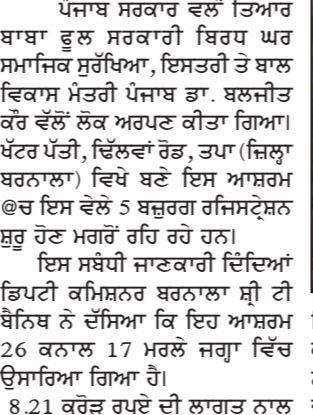 ਪੰਜਾਬ ਸਰਕਾਰ ਵਲੋਂ ਤਿਆਰ
ਬਾਬਾ ਫੂਲ ਸਰਕਾਰੀ ਬਿਰਧ ਘਰ
ਸਮਾਜਿਕ ਸੁਰੱਖਿਆ, ਇਸਤਰੀ ਤੇ ਬਾਲ
ਵਿਕਾਸ ਮੰਤਰੀ ਪੰਜਾਬ ਡਾ. ਬਲਜੀਤ
ਕੌਰ ਵੱਲੋਂ ਲੋਕ ਅਰਪਣ ਕੀਤਾ ਗਿਆ।
ਖੱਟਰ ਪੱਤੀ, ਢਿੱਲਵਾਂ ਰੋਡ, ਤਪਾ (ਜ਼ਿਲ੍ਹਾ
ਬਰਨਾਲਾ) ਵਿਖੇ ਬਣੇ ਇਸ ਆਸ਼ਰਮ
@ਚ ਇਸ ਵੇਲੇ 5 ਬਜ਼ੁਰਗ ਰਜਿਸਟ੍ਰੇਸ਼ਨ
ਸ਼ੁਰੂ ਹੋਣ ਮਗਰੋਂ ਰਹਿ ਰਹੇ ਹਨ।
ਇਸ ਸਬੰਧੀ ਜਾਣਕਾਰੀ ਦਿੰਦਿਆਂ
ਡਿਪਟੀ ਕਮਿਸ਼ਨਰ ਬਰਨਾਲਾ ਸ਼੍ਰੀ ਟੀ
ਬੈਨਿਥ ਨੇ ਦੱਸਿਆ ਕਿ ਇਹ ਆਸ਼ਰਮ
26 ਕਨਾਲ 17 ਮਰਲੇ ਜਗ੍ਹਾ ਵਿੱਚ
ਉਸਾਰਿਆ ਗਿਆ ਹੈ।
8.21 ਕਰੋੜ ਰੁਪਏ ਦੀ ਲਾਗਤ ਨਾਲ